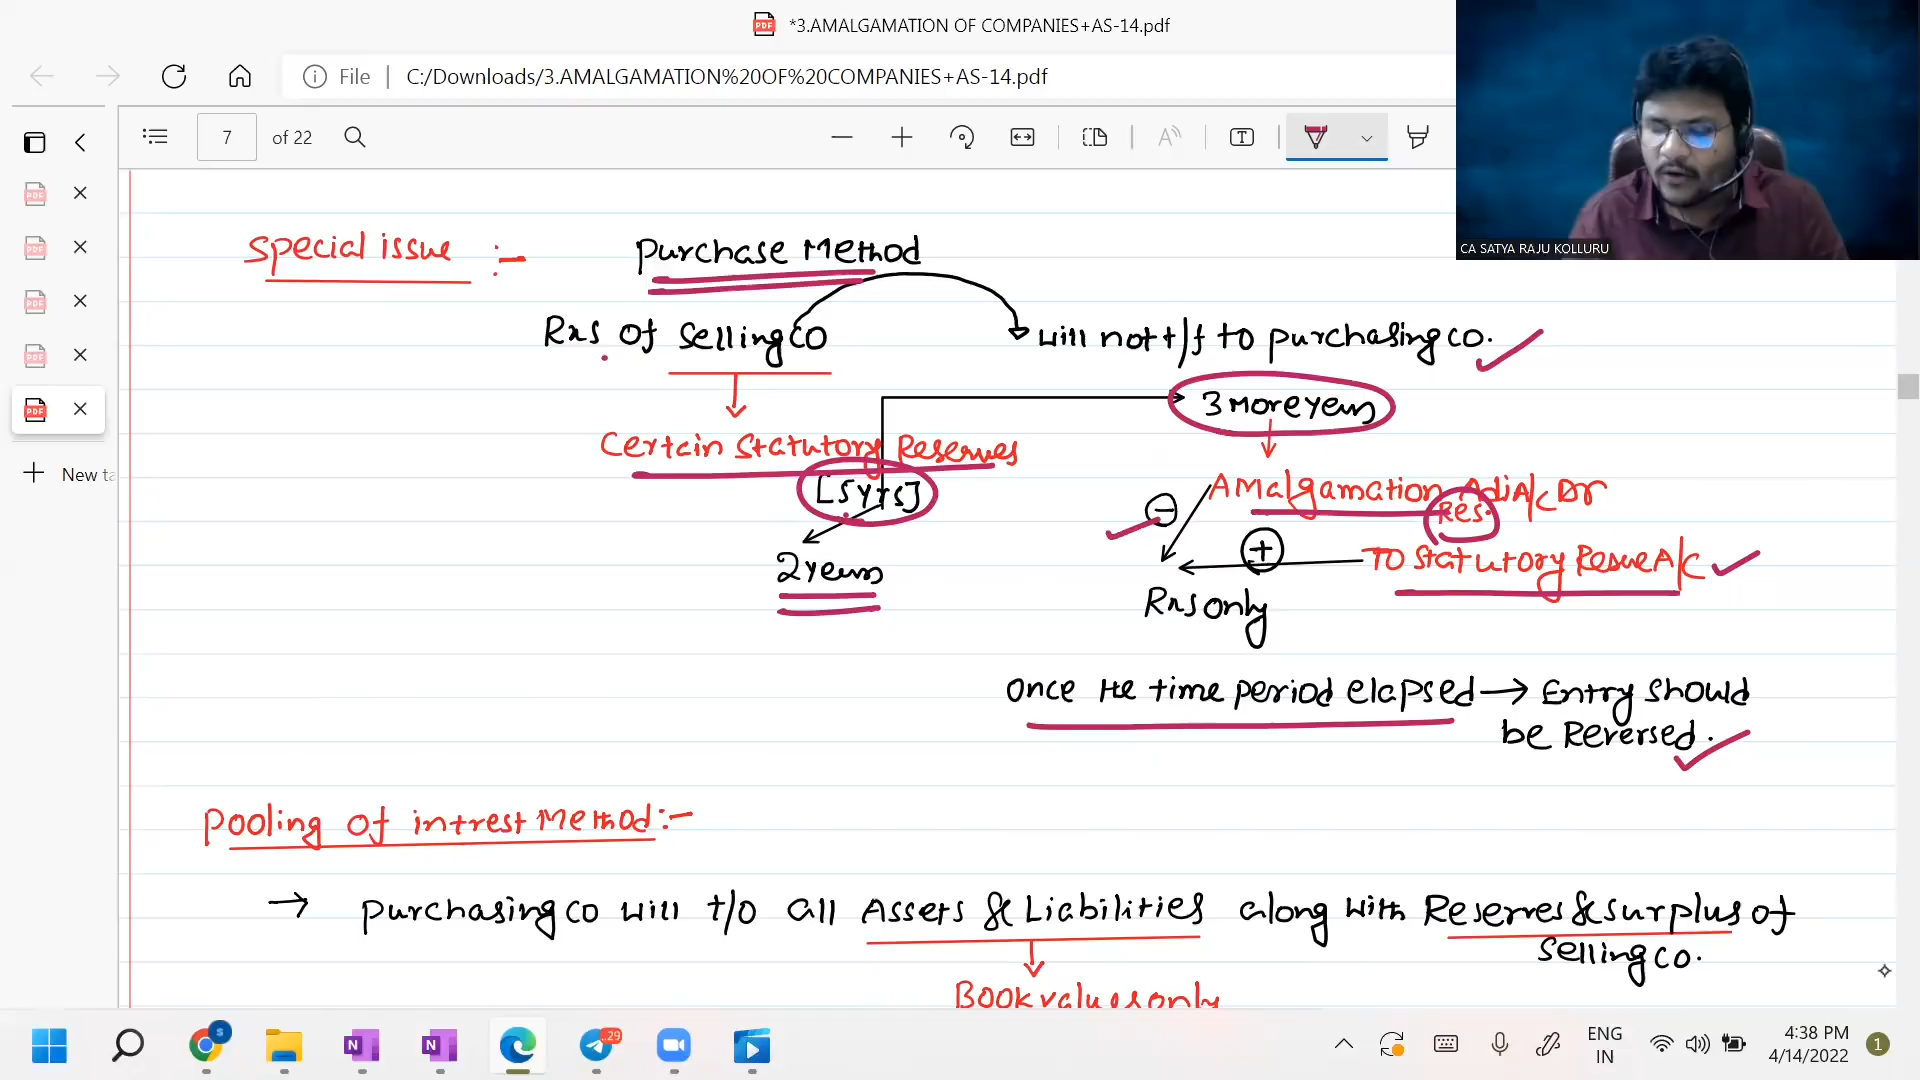 *3.AMALGAMATION OF COMPANIES+AS-14.pdf
File C:/Downloads/3.AMALGAMATION%20OF%20COMPANIES+AS-14.pdf
7 of 22
CA SATYA RAJU KOLLURU
New ta
Special issue :- Purchase Method
R&S of Selling CO will not t/f to purchasing co.
3 More years
Certain Statutory Reserves
[5yrs]
Amalgamation Adj A/C Dr
Res.
2 years
TO Statutory Resve A/C
R&S only
Once the time period elapsed → Entry should
be Reversed.
Pooling of intrest Method:-
→ purchasing co will t/o all Assets & Liabilities along with Reserves & surplus of
selling co.
Book values only
.29
ENG
IN
4:38 PM
4/14/2022
1